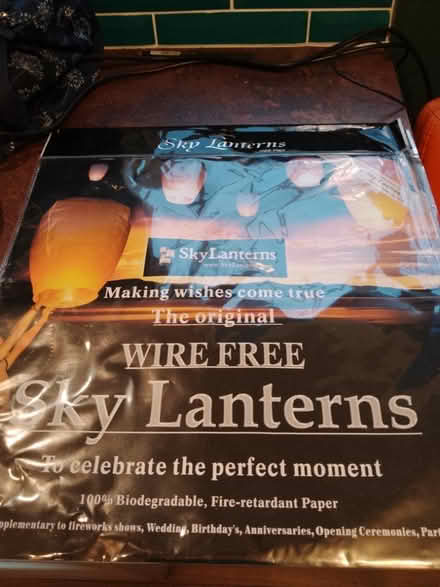 Sky Lanterns
SkyLanterns
Making wishes come true
The original
WIRE FREE
Sky Lanterns
To celebrate the perfect moment
100% Biodegradable, Fire-retardant Paper
pplementary to fireworks shows, Wedding, Birthday's, Anniversaries, Opening Ceremonies, Part